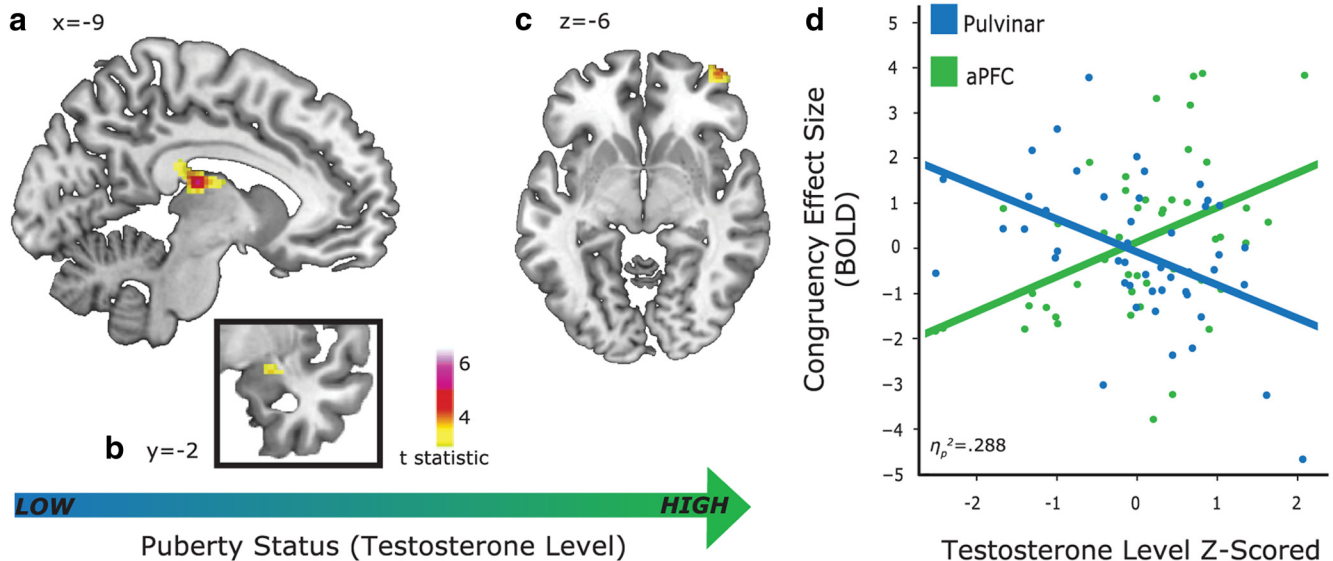 a x=-9
c z=-6
b y=-2
6
4
t statistic
LOW
HIGH
Puberty Status (Testosterone Level)
d
Pulvinar
aPFC
Congruency Effect Size
(BOLD)
5
4
3
2
1
0
−1
−2
−3
−4
−5
ηp²=.288
-2
-1
0
1
2
Testosterone Level Z-Scored